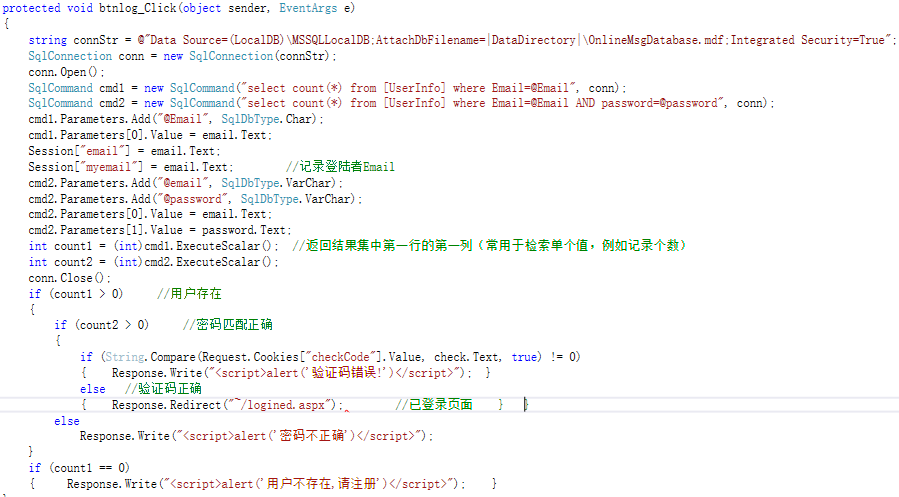 protected void btnlog_Click(object sender, EventArgs e)
{
string connStr = @"Data Source=(LocalDB)\MSSQLLocalDB;AttachDbFilename=|DataDirectory|\OnlineMsgDatabase.mdf;Integrated Security=True";
SqlConnection conn = new SqlConnection(connStr);
conn.Open();
SqlCommand cmd1 = new SqlCommand("select count(*) from [UserInfo] where Email=@Email", conn);
SqlCommand cmd2 = new SqlCommand("select count(*) from [UserInfo] where Email=@Email AND password=@password", conn);
cmd1.Parameters.Add("@Email", SqlDbType.Char);
cmd1.Parameters[0].Value = email.Text;
Session["email"] = email.Text;
Session["myemail"] = email.Text; //记录登陆者Email
cmd2.Parameters.Add("@email", SqlDbType.VarChar);
cmd2.Parameters.Add("@password", SqlDbType.VarChar);
cmd2.Parameters[0].Value = email.Text;
cmd2.Parameters[1].Value = password.Text;
int count1 = (int)cmd1.ExecuteScalar(); //返回结果集中第一行的第一列（常用于检索单个值，例如记录个数）
int count2 = (int)cmd2.ExecuteScalar();
conn.Close();
if (count1 > 0) //用户存在
{
if (count2 > 0) //密码匹配正确
{
if (String.Compare(Request.Cookies["checkCode"].Value, check.Text, true) != 0)
{ Response.Write("<script>alert('验证码错误!')</script>"); }
else //验证码正确
{ Response.Redirect("~/logined.aspx"); //已登录页面 } }
else
Response.Write("<script>alert('密码不正确')</script>");
}
if (count1 == 0)
{ Response.Write("<script>alert('用户不存在,请注册')</script>"); }